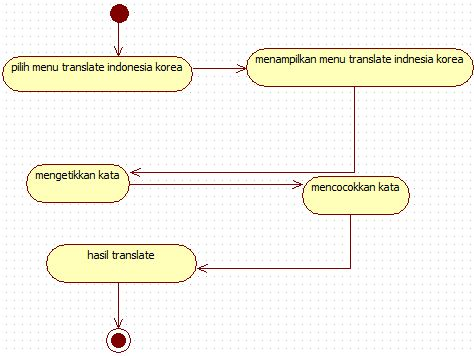 pilih menu translate indonesia korea
menampilkan menu translate indnesia korea
mengetikkan kata
mencocokkan kata
hasil translate